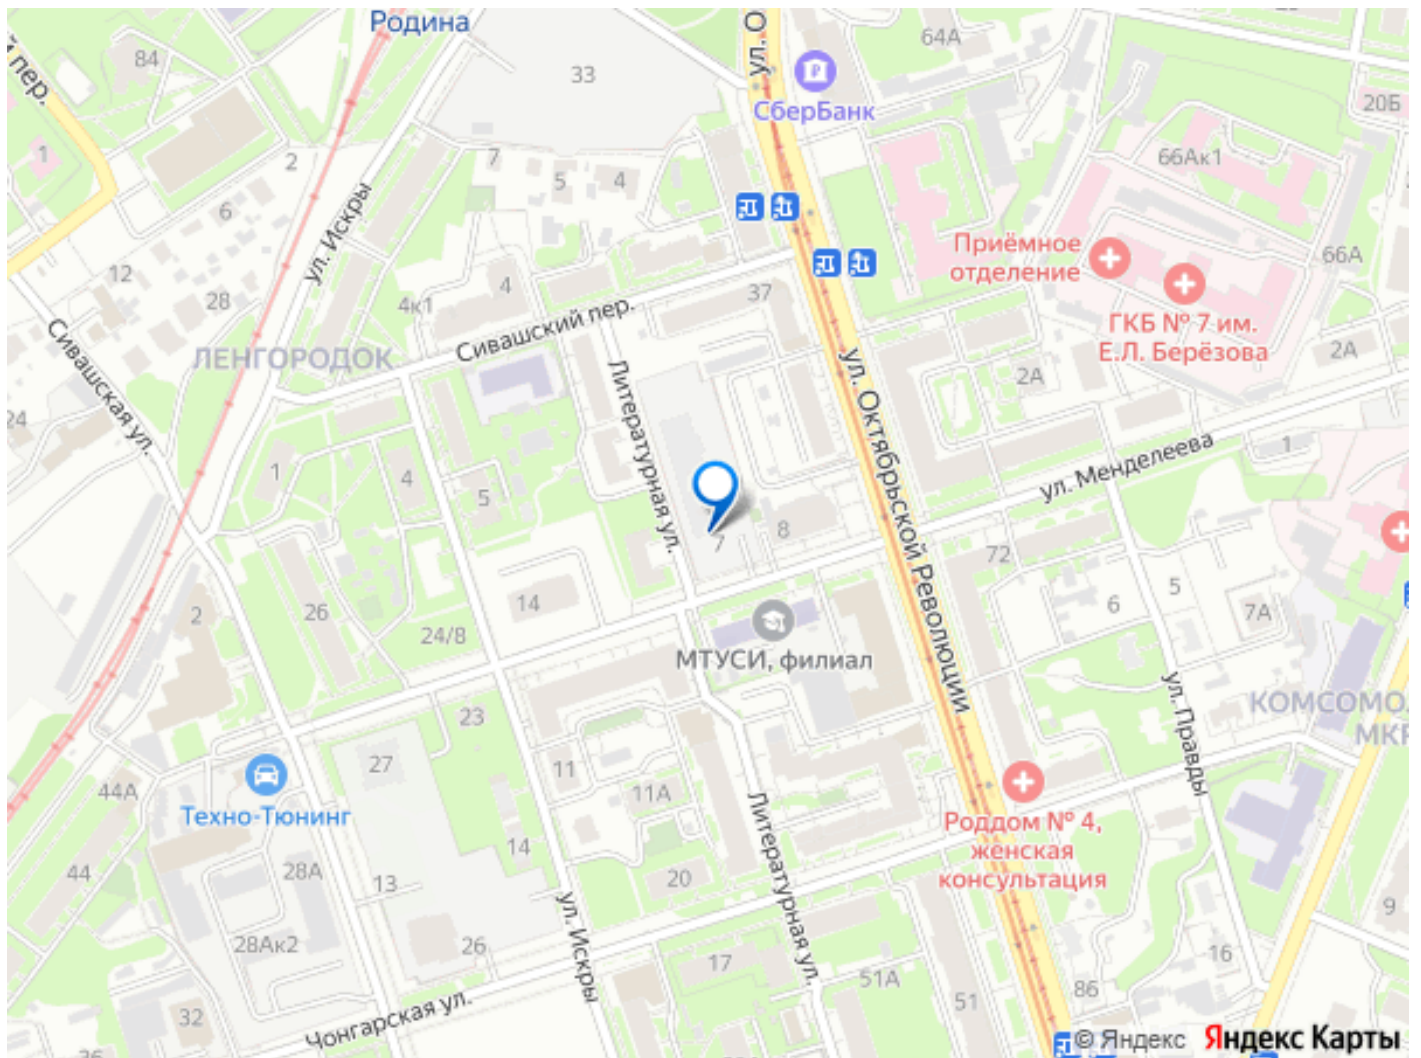 Родина
84
й пер.
1
2
33
ул. О
64А
СберБанк
20Б
66Ак1
7
5
4
6
ул. Искры
12
28
4к1
4
37
Приёмное
отделение
66А
ГКБ № 7 им.
Е.Л. Берёзова
2А
2А
Сивашский пер.
ЛЕНГОРОДОК
Сивашская ул.
24
Литературная ул.
ул. Октябрьской Революции
ул. Менделеева
1
1
4
5
7
8
72
14
26
24/8
2
5
6
7А
МТУСИ, филиал
ул. Правды
КОМСОМО
МКР
23
27
11
11А
44А
Техно-Тюнинг
44
28А
13
14
20
Литературная ул.
Роддом № 4,
женская
консультация
28Ак2
26
ул. Искры
17
51А
51
86
16
9
32
Чонгарская ул.
© Яндекс Яндекс Карты